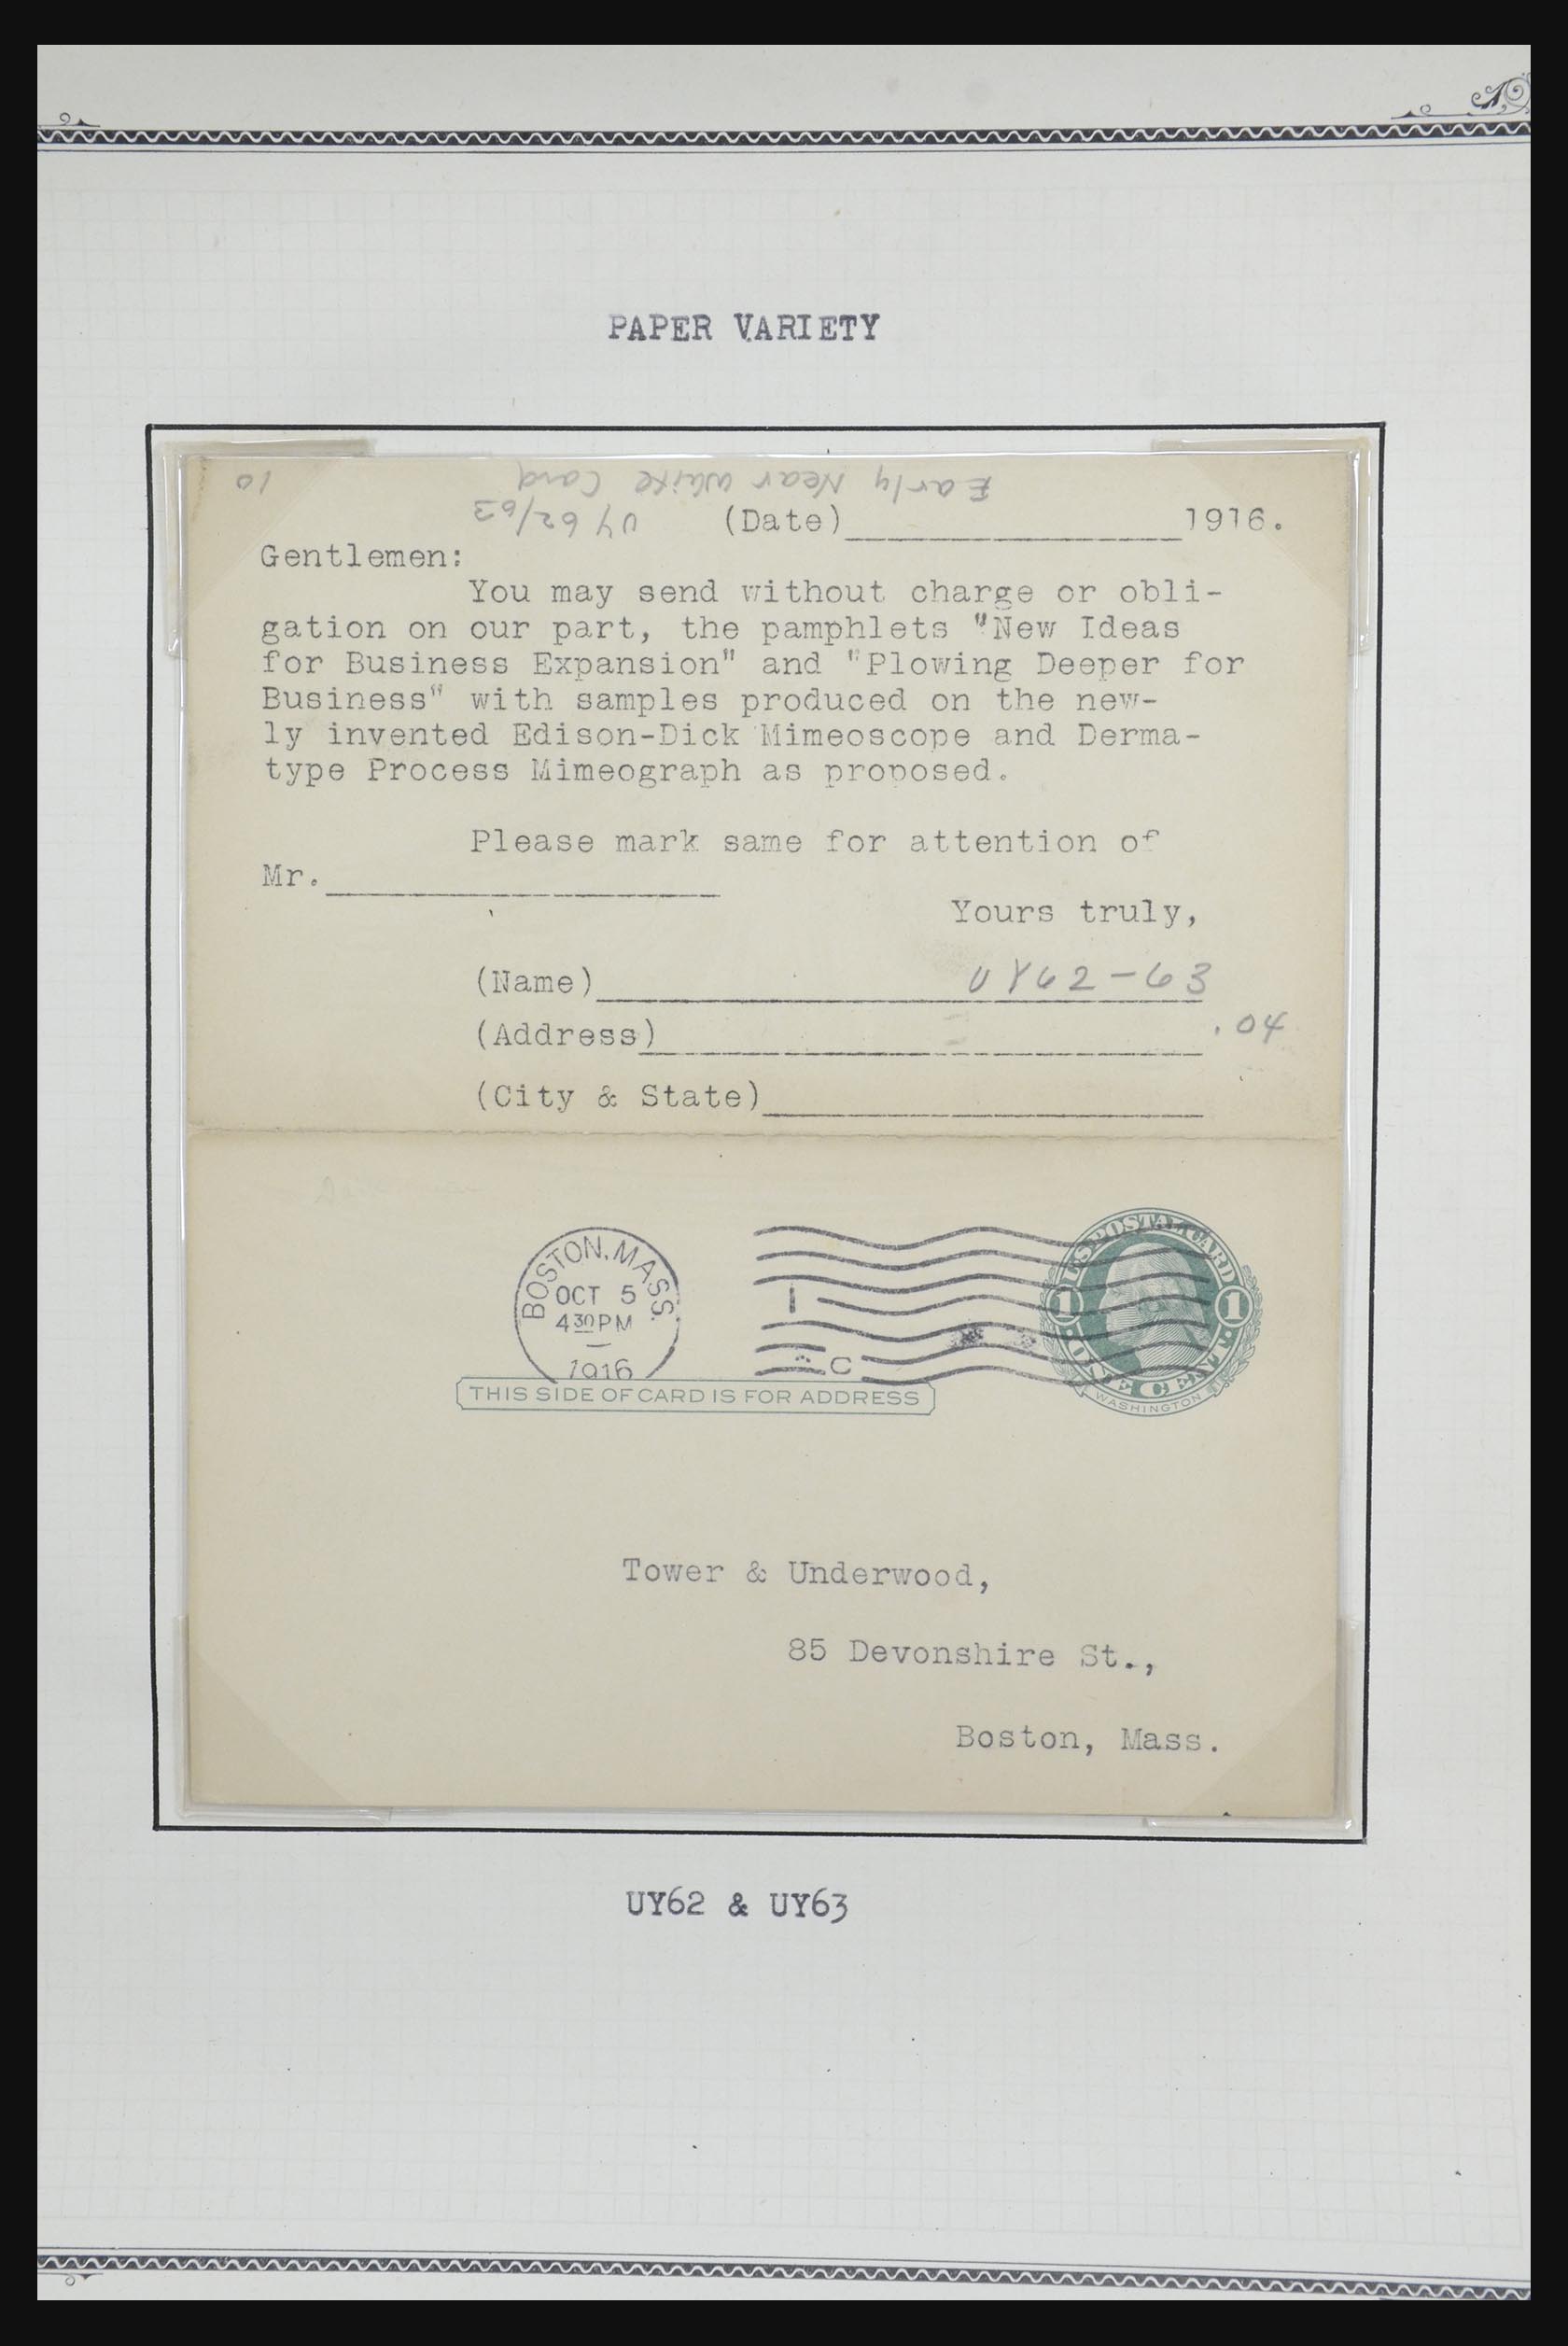 PAPER VARIETY
10
Early Near White Card
UY62/63
(Date)________________1916.
Gentlemen:
You may send without charge or obli-
gation on our part, the pamphlets "New Ideas
for Business Expansion" and "Plowing Deeper for
Business" with samples produced on the new-
ly invented Edison-Dick Mimeoscope and Derma-
type Process Mimeograph as proposed.
Please mark same for attention of
Mr.___________________
Yours truly,
(Name)_____________________________
UY62-63
(Address)___________________________
.04
(City & State)_____________________
BOSTON, MASS.
OCT 5
4 30 PM
1916
1
C
U.S. POSTAL CARD
1 1
ONE CENT
WASHINGTON
THIS SIDE OF CARD IS FOR ADDRESS
Tower & Underwood,
85 Devonshire St.,
Boston, Mass.
UY62 & UY63